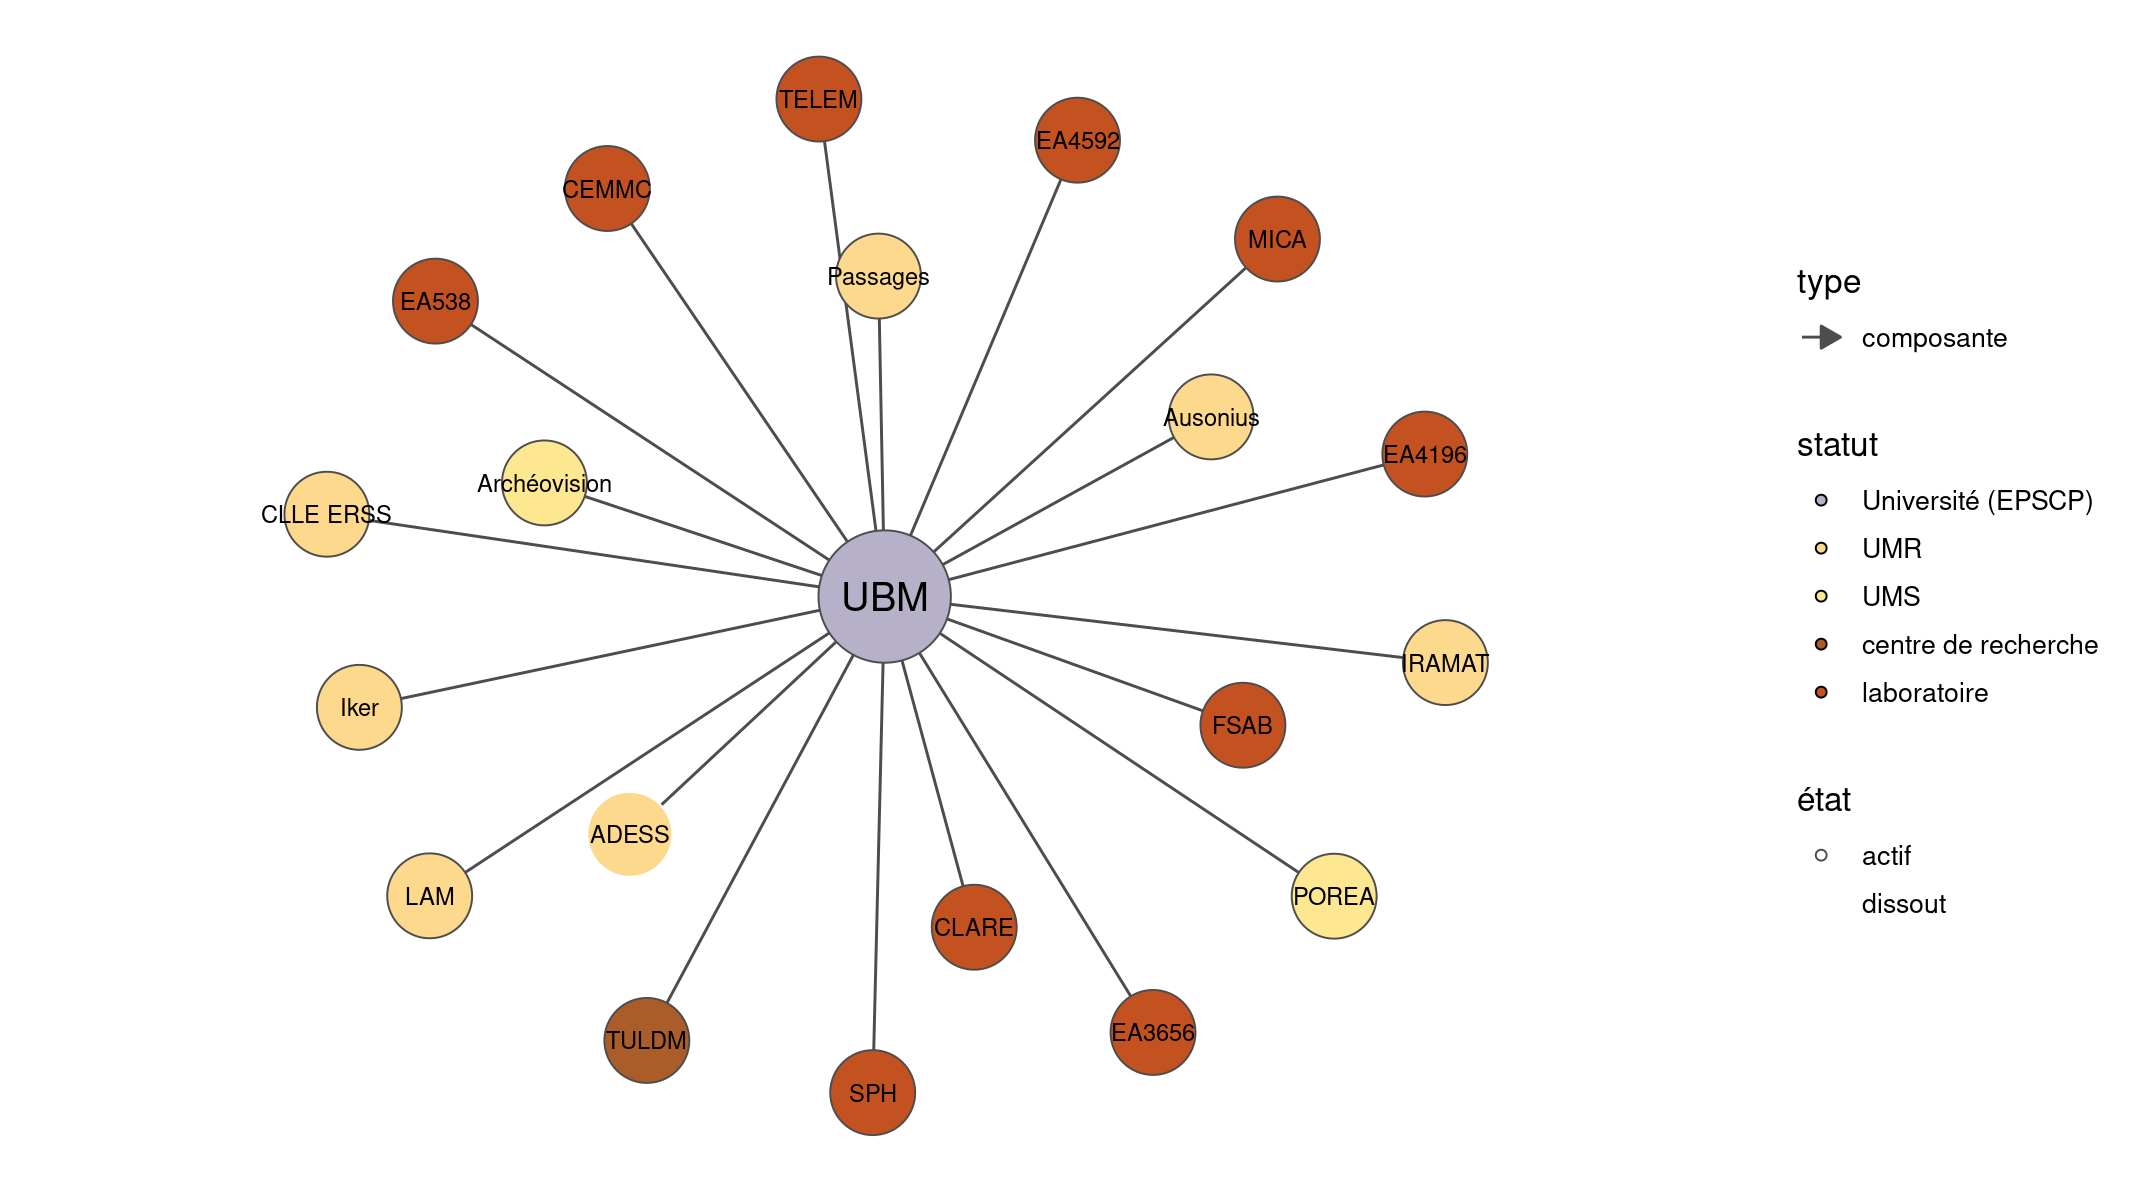 TELEM
EA4592
CEMMC
MICA
Passages
EA538
Ausonius
EA4196
Archéovision
CLLE ERSS
UBM
IRAMAT
Iker
FSAB
ADESS
LAM
POREA
CLARE
EA3656
TULDM
SPH
type
composante
statut
Université (EPSCP)
UMR
UMS
centre de recherche
laboratoire
état
actif
dissout